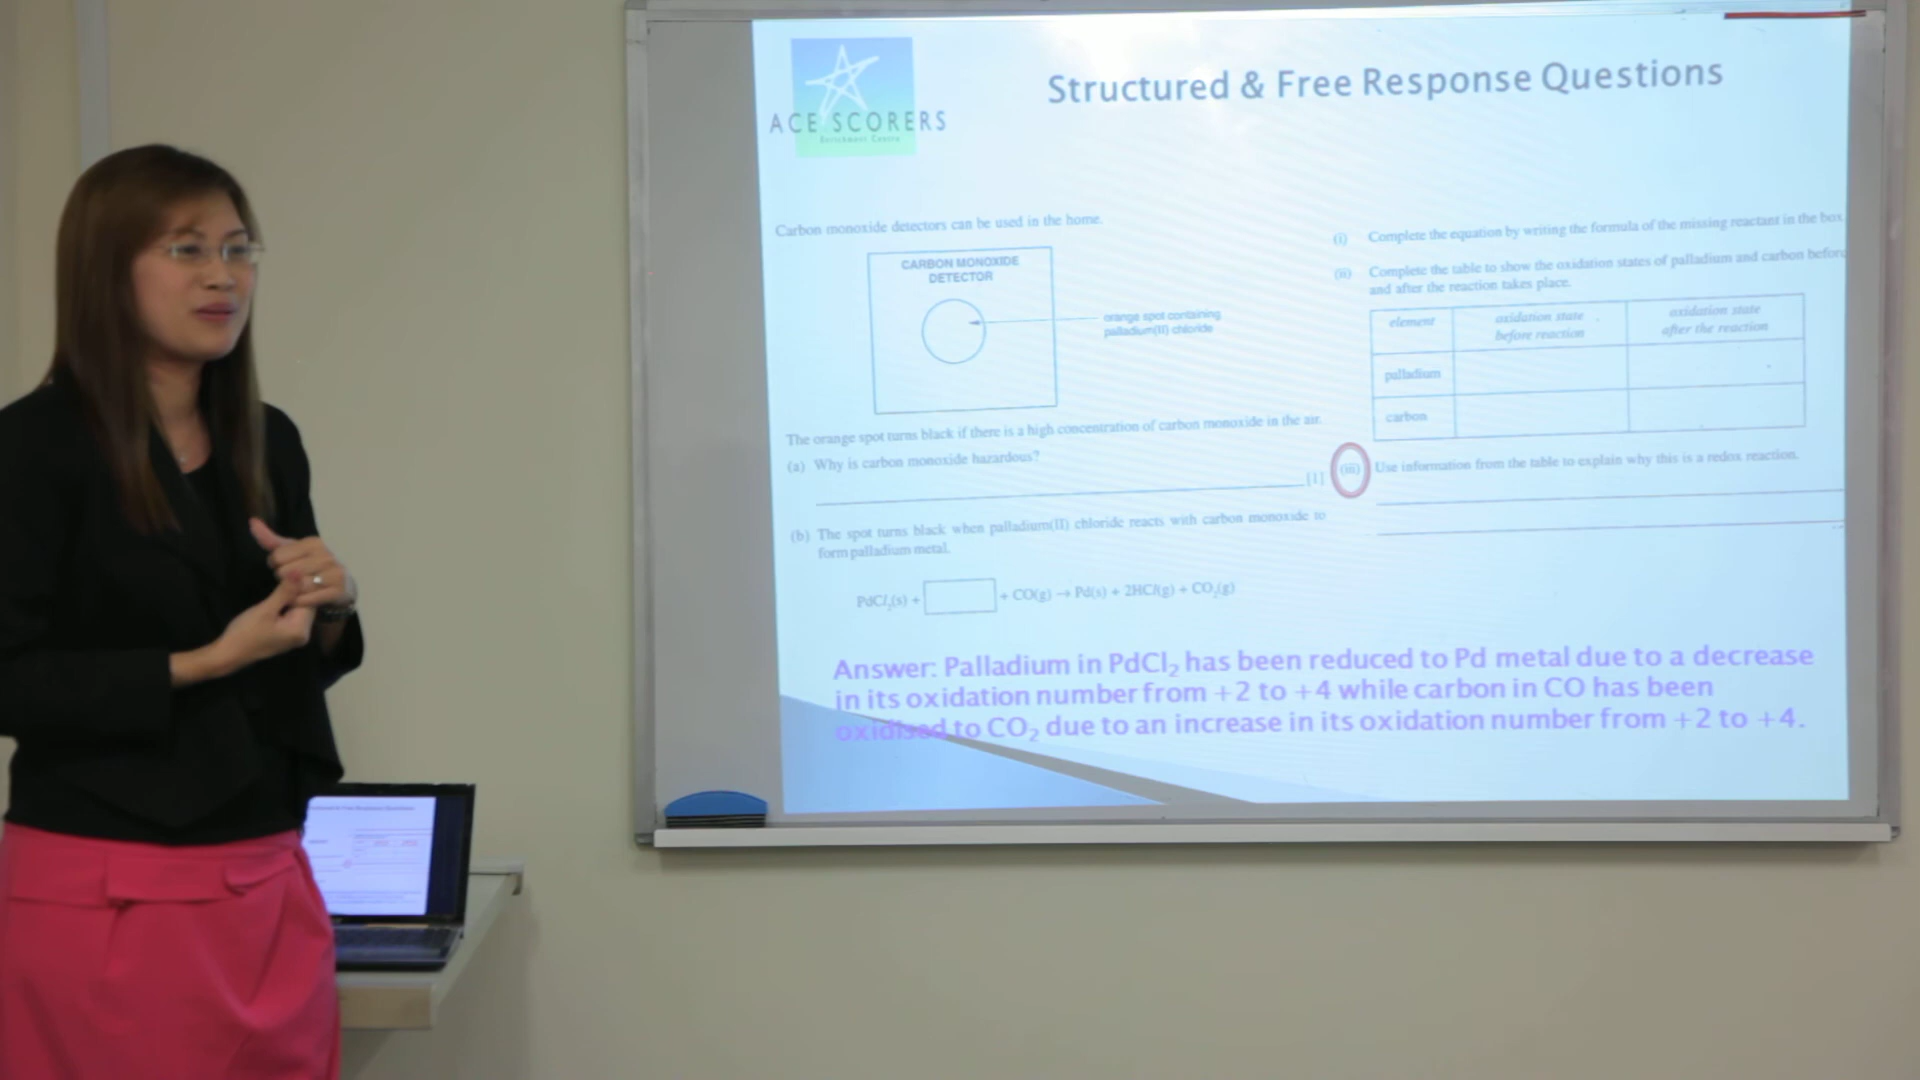 ACE SCORERS
Enrichment Centre
Structured & Free Response Questions
Carbon monoxide detectors can be used in the home.
CARBON MONOXIDE
DETECTOR
orange spot containing
palladium(II) chloride
The orange spot turns black if there is a high concentration of carbon monoxide in the air.
(a) Why is carbon monoxide hazardous?
[1]
(b) The spot turns black when palladium(II) chloride reacts with carbon monoxide to
form palladium metal.
PdCl₂(s) + + CO(g) → Pd(s) + 2HCl(g) + CO₂(g)
(i) Complete the equation by writing the formula of the missing reactant in the box
(ii) Complete the table to show the oxidation states of palladium and carbon before
and after the reaction takes place.
element
oxidation state
before reaction
oxidation state
after the reaction
palladium
carbon
(iii) Use information from the table to explain why this is a redox reaction.
Answer: Palladium in PdCl₂ has been reduced to Pd metal due to a decrease
in its oxidation number from +2 to +4 while carbon in CO has been
oxidised to CO₂ due to an increase in its oxidation number from +2 to +4.